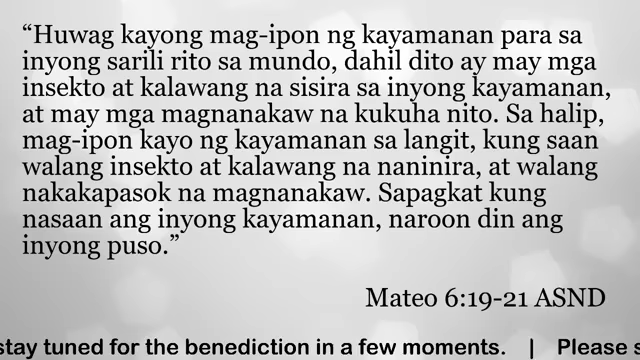 “Huwag kayong mag-ipon ng kayamanan para sa
inyong sarili rito sa mundo, dahil dito ay may mga
insekto at kalawang na sisira sa inyong kayamanan,
at may mga magnanakaw na kukuha nito. Sa halip,
mag-ipon kayo ng kayamanan sa langit, kung saan
walang insekto at kalawang na naninira, at walang
nakakapasok na magnanakaw. Sapagkat kung
nasaan ang inyong kayamanan, naroon din ang
inyong puso.”
Mateo 6:19-21 ASND
stay tuned for the benediction in a few moments. | Please s